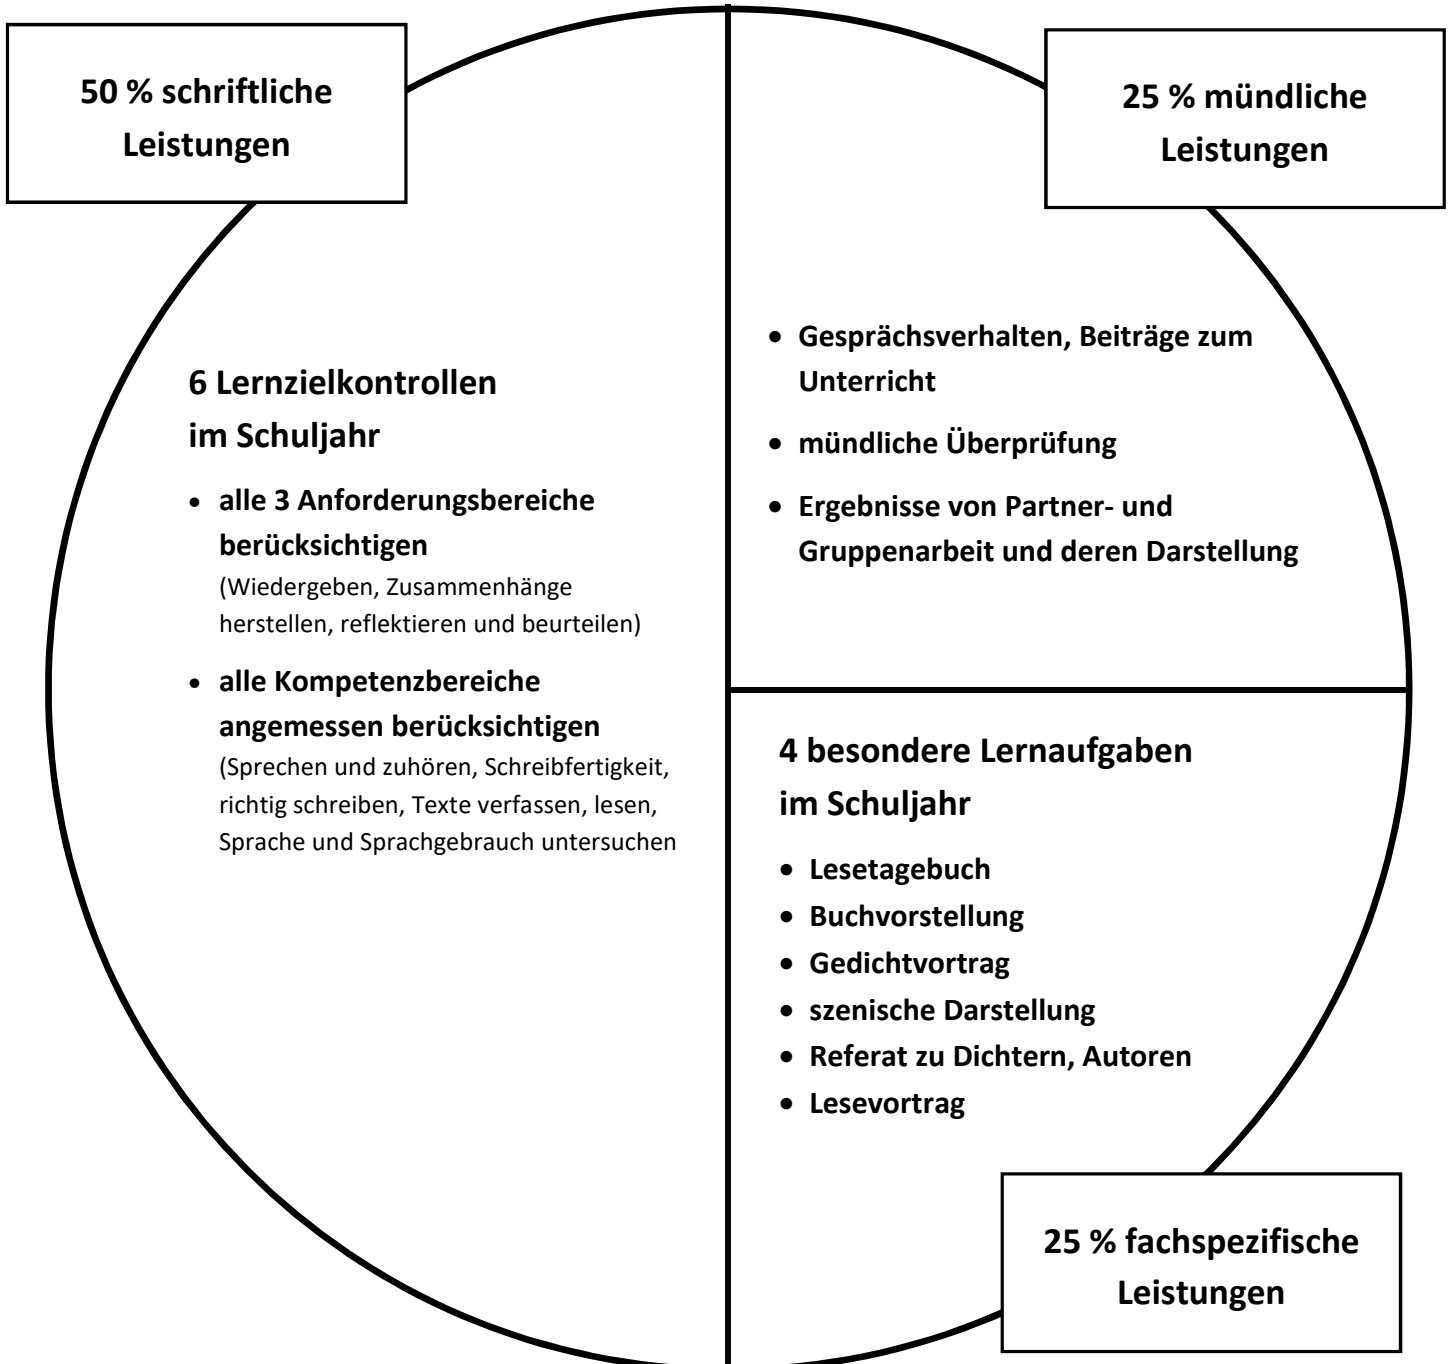 50 % schriftliche
Leistungen
6 Lernzielkontrollen
im Schuljahr
• alle 3 Anforderungsbereiche
berücksichtigen
(Wiedergeben, Zusammenhänge
herstellen, reflektieren und beurteilen)
• alle Kompetenzbereiche
angemessen berücksichtigen
(Sprechen und zuhören, Schreibfertigkeit,
richtig schreiben, Texte verfassen, lesen,
Sprache und Sprachgebrauch untersuchen
25 % mündliche
Leistungen
• Gesprächsverhalten, Beiträge zum
Unterricht
• mündliche Überprüfung
• Ergebnisse von Partner- und
Gruppenarbeit und deren Darstellung
4 besondere Lernaufgaben
im Schuljahr
• Lesetagebuch
• Buchvorstellung
• Gedichtvortrag
• szenische Darstellung
• Referat zu Dichtern, Autoren
• Lesevortrag
25 % fachspezifische
Leistungen